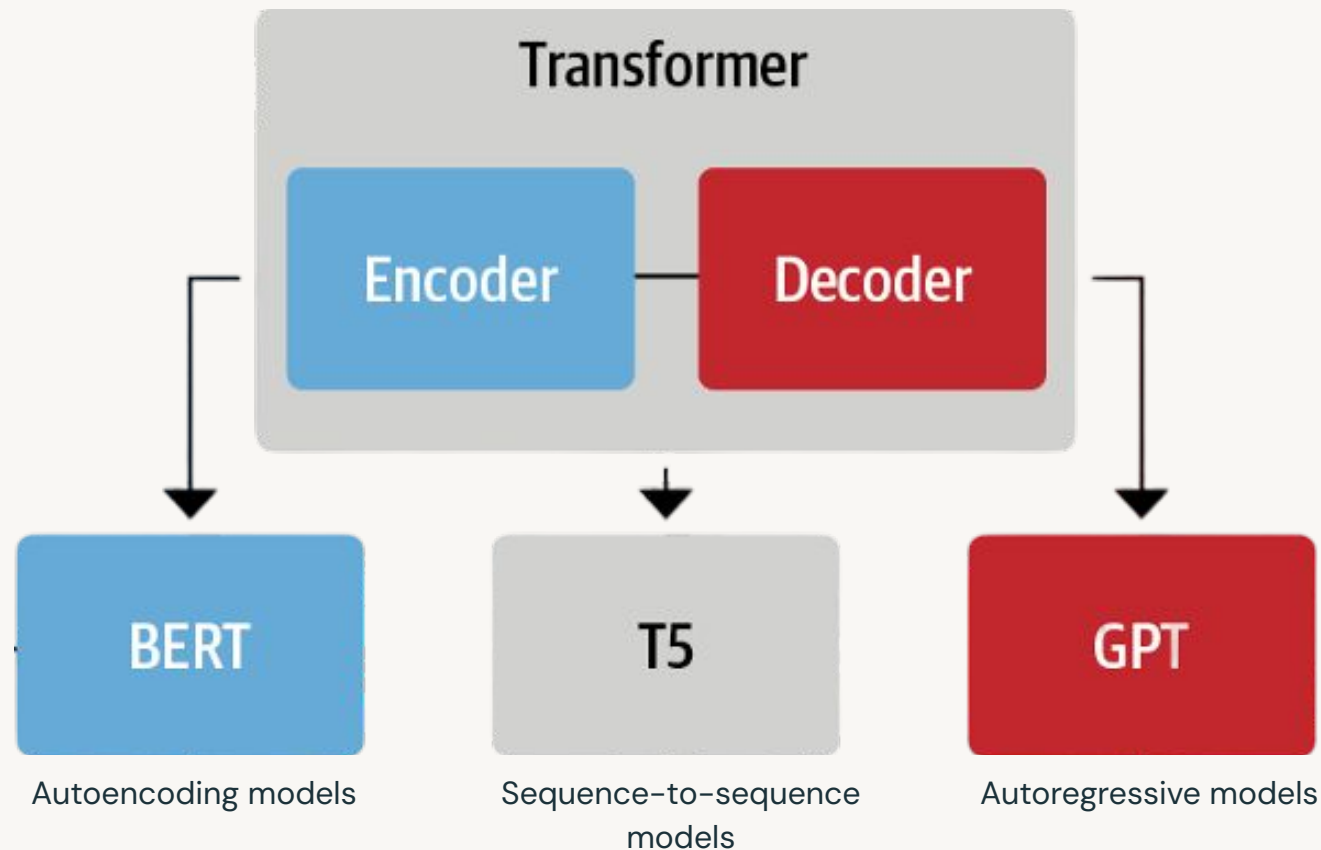 Transformer
Encoder
Decoder
BERT
T5
GPT
Autoencoding models
Sequence-to-sequence
models
Autoregressive models